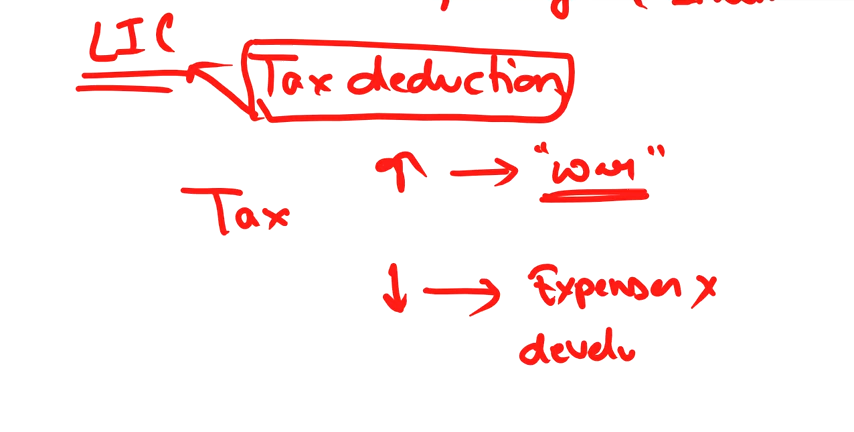 LIC
Tax deduction
↑ → "war"
Tax
↓ → Expenses x
develo